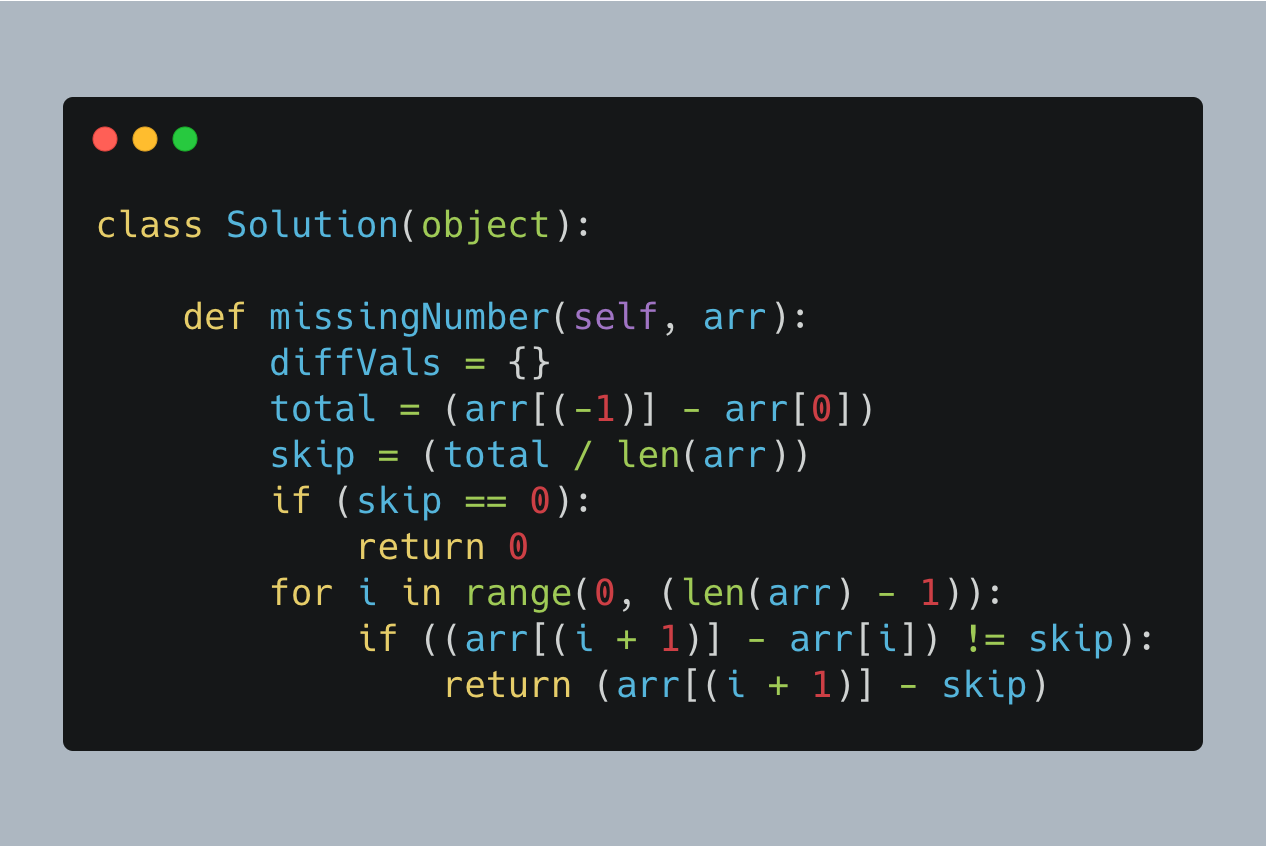 class Solution(object):
    def missingNumber(self, arr):
        diffVals = {}
        total = (arr[(-1)] - arr[0])
        skip = (total / len(arr))
        if (skip == 0):
            return 0
        for i in range(0, (len(arr) - 1)):
            if ((arr[(i + 1)] - arr[i]) != skip):
                return (arr[(i + 1)] - skip)